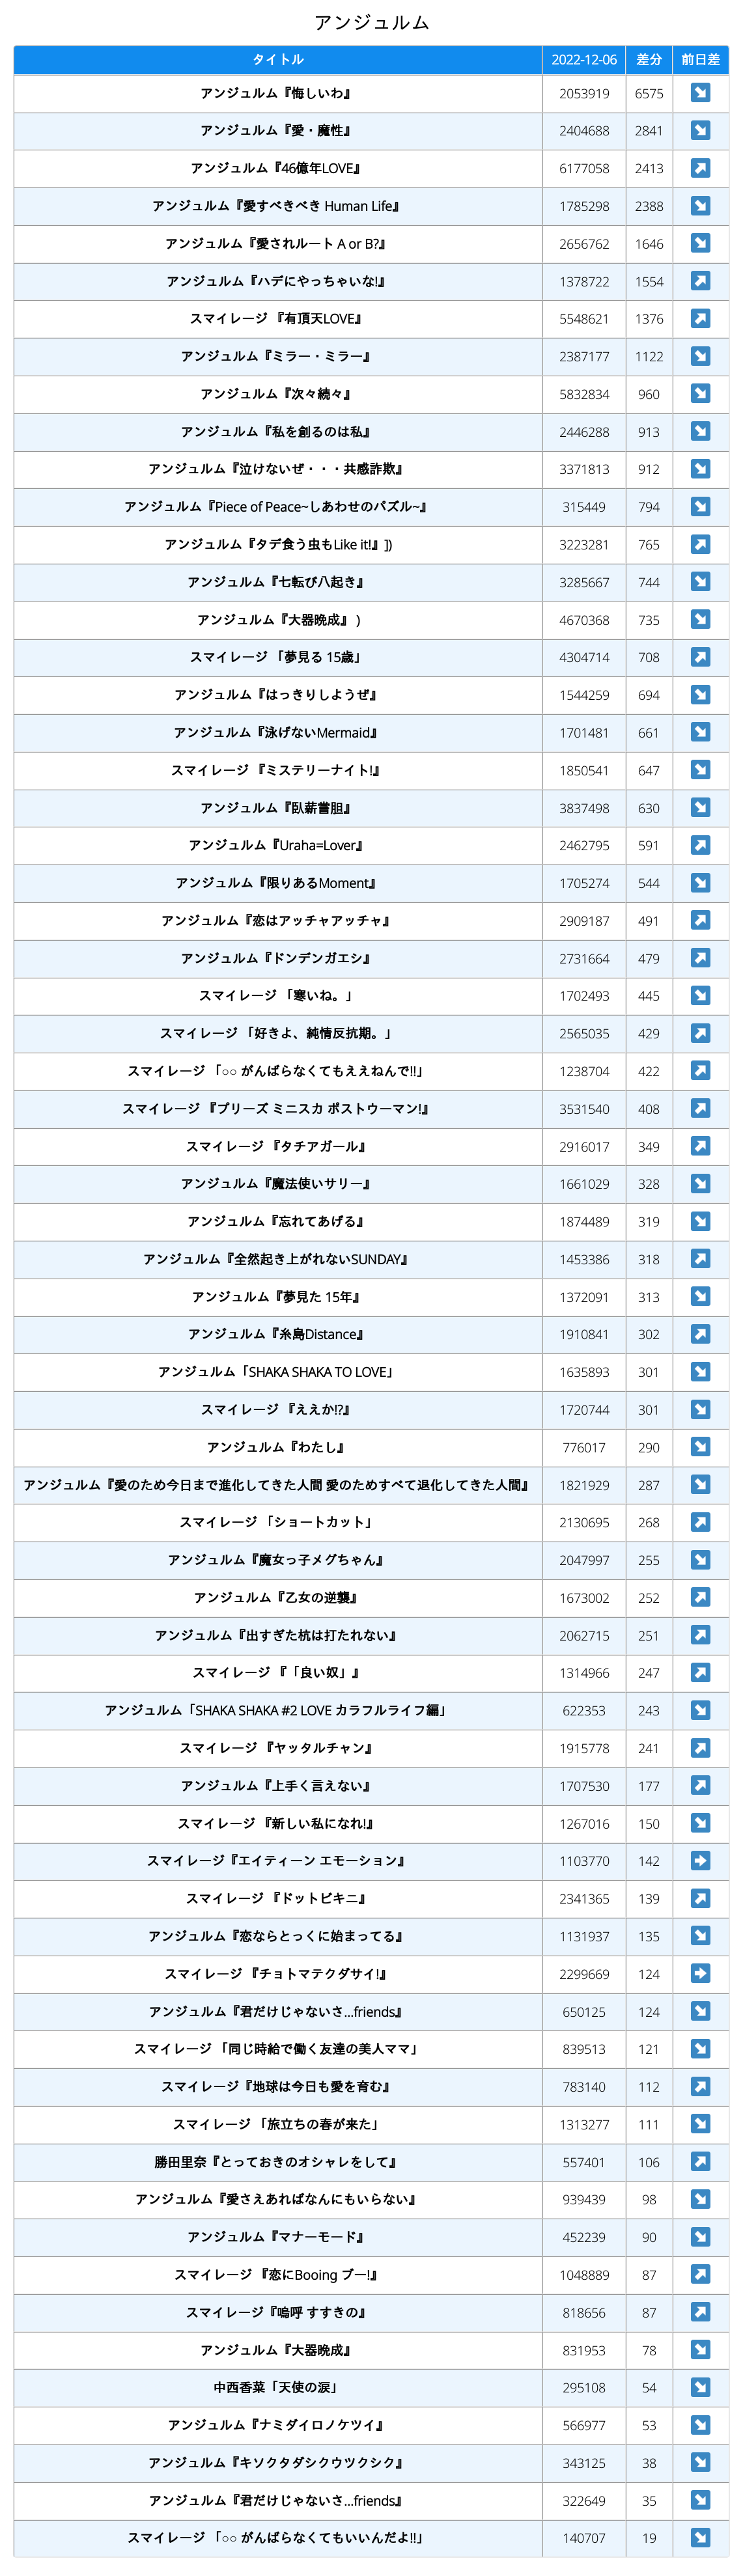 アンジュルム
タイトル 2022-12-06 差分 前日差
アンジュルム『悔しいわ』 2053919 6575 ↘
アンジュルム『愛・魔性』 2404688 2841 ↘
アンジュルム『46億年LOVE』 6177058 2413 ↗
アンジュルム『愛すべきべき Human Life』 1785298 2388 ↘
アンジュルム『愛されルート A or B?』 2656762 1646 ↘
アンジュルム『ハデにやっちゃいな!』 1378722 1554 ↗
スマイレージ 『有頂天LOVE』 5548621 1376 ↗
アンジュルム『ミラー・ミラー』 2387177 1122 ↘
アンジュルム『次々続々』 5832834 960 ↘
アンジュルム『私を創るのは私』 2446288 913 ↘
アンジュルム『泣けないぜ・・・共感詐欺』 3371813 912 ↘
アンジュルム『Piece of Peace~しあわせのパズル~』 315449 794 ↘
アンジュルム『タデ食う虫もLike it!』]) 3223281 765 ↗
アンジュルム『七転び八起き』 3285667 744 ↘
アンジュルム『大器晩成』 ) 4670368 735 ↘
スマイレージ 「夢見る 15歳」 4304714 708 ↗
アンジュルム『はっきりしようぜ』 1544259 694 ↘
アンジュルム『泳げないMermaid』 1701481 661 ↘
スマイレージ 『ミステリーナイト!』 1850541 647 ↘
アンジュルム『臥薪嘗胆』 3837498 630 ↘
アンジュルム『Uraha=Lover』 2462795 591 ↗
アンジュルム『限りあるMoment』 1705274 544 ↘
アンジュルム『恋はアッチャアッチャ』 2909187 491 ↗
アンジュルム『ドンデンガエシ』 2731664 479 ↗
スマイレージ 「寒いね。」 1702493 445 ↘
スマイレージ 「好きよ、純情反抗期。」 2565035 429 ↗
スマイレージ 「○○ がんばらなくてもええねんで!!」 1238704 422 ↗
スマイレージ 『プリーズ ミニスカ ポストウーマン!』 3531540 408 ↗
スマイレージ 『タチアガール』 2916017 349 ↗
アンジュルム『魔法使いサリー』 1661029 328 ↘
アンジュルム『忘れてあげる』 1874489 319 ↘
アンジュルム『全然起き上がれないSUNDAY』 1453386 318 ↗
アンジュルム『夢見た 15年』 1372091 313 ↘
アンジュルム『糸島Distance』 1910841 302 ↗
アンジュルム「SHAKA SHAKA TO LOVE」 1635893 301 ↘
スマイレージ 『ええか!?』 1720744 301 ↘
アンジュルム『わたし』 776017 290 ↘
アンジュルム『愛のため今日まで進化してきた人間 愛のためすべて退化してきた人間』 1821929 287 ↘
スマイレージ 「ショートカット」 2130695 268 ↗
アンジュルム『魔女っ子メグちゃん』 2047997 255 ↘
アンジュルム『乙女の逆襲』 1673002 252 ↗
アンジュルム『出すぎた杭は打たれない』 2062715 251 ↗
スマイレージ 『「良い奴」』 1314966 247 ↗
アンジュルム「SHAKA SHAKA #2 LOVE カラフルライフ編」 622353 243 ↘
スマイレージ 『ヤッタルチャン』 1915778 241 ↗
アンジュルム『上手く言えない』 1707530 177 ↗
スマイレージ 『新しい私になれ!』 1267016 150 ↘
スマイレージ『エイティーン エモーション』 1103770 142 ➡
スマイレージ 『ドットビキニ』 2341365 139 ↗
アンジュルム『恋ならとっくに始まってる』 1131937 135 ↘
スマイレージ 『チョトマテクダサイ!』 2299669 124 ➡
アンジュルム『君だけじゃないさ...friends』 650125 124 ↘
スマイレージ 「同じ時給で働く友達の美人ママ」 839513 121 ↘
スマイレージ『地球は今日も愛を育む』 783140 112 ↗
スマイレージ 「旅立ちの春が来た」 1313277 111 ↘
勝田里奈『とっておきのオシャレをして』 557401 106 ↗
アンジュルム『愛さえあればなんにもいらない』 939439 98 ↘
アンジュルム『マナーモード』 452239 90 ↘
スマイレージ 『恋にBooing ブー!』 1048889 87 ↗
スマイレージ『嗚呼 すすきの』 818656 87 ↗
アンジュルム『大器晩成』 831953 78 ↘
中西香菜「天使の涙」 295108 54 ↘
アンジュルム『ナミダイロノケツイ』 566977 53 ↘
アンジュルム『キソクタダシクウツクシク』 343125 38 ↘
アンジュルム『君だけじゃないさ...friends』 322649 35 ↘
スマイレージ 「○○ がんばらなくてもいいんだよ!!」 140707 19 ↘